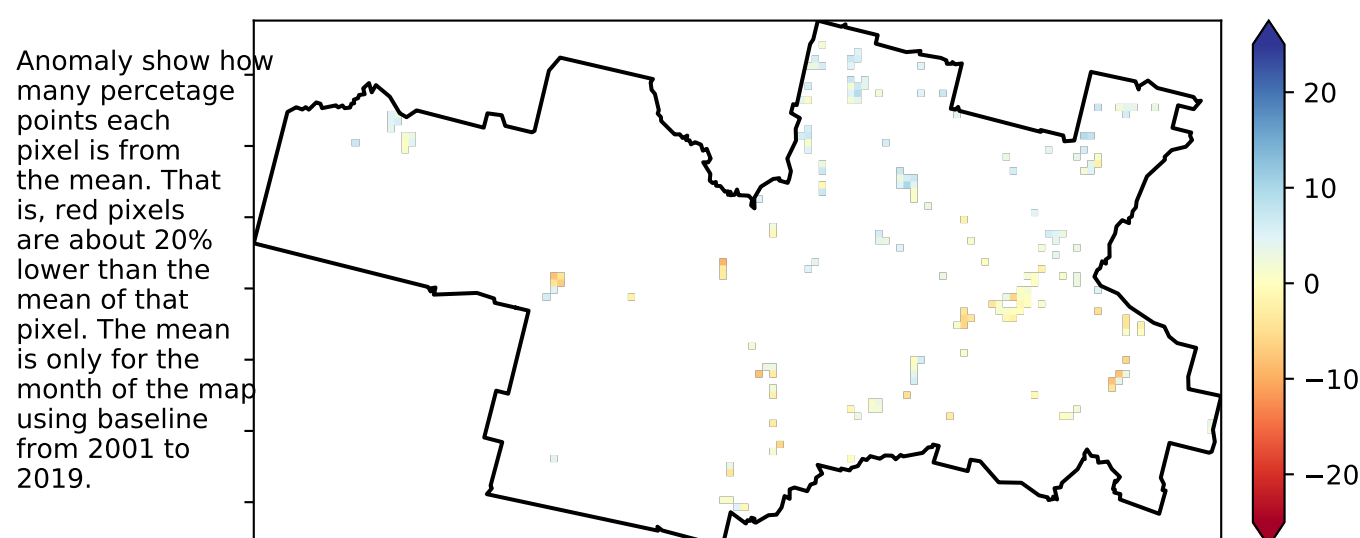 Anomaly show how
many percetage
points each
pixel is from
the mean. That
is, red pixels
are about 20%
lower than the
mean of that
pixel. The mean
is only for the
month of the map
using baseline
from 2001 to
2019.
20
10
0
−10
−20